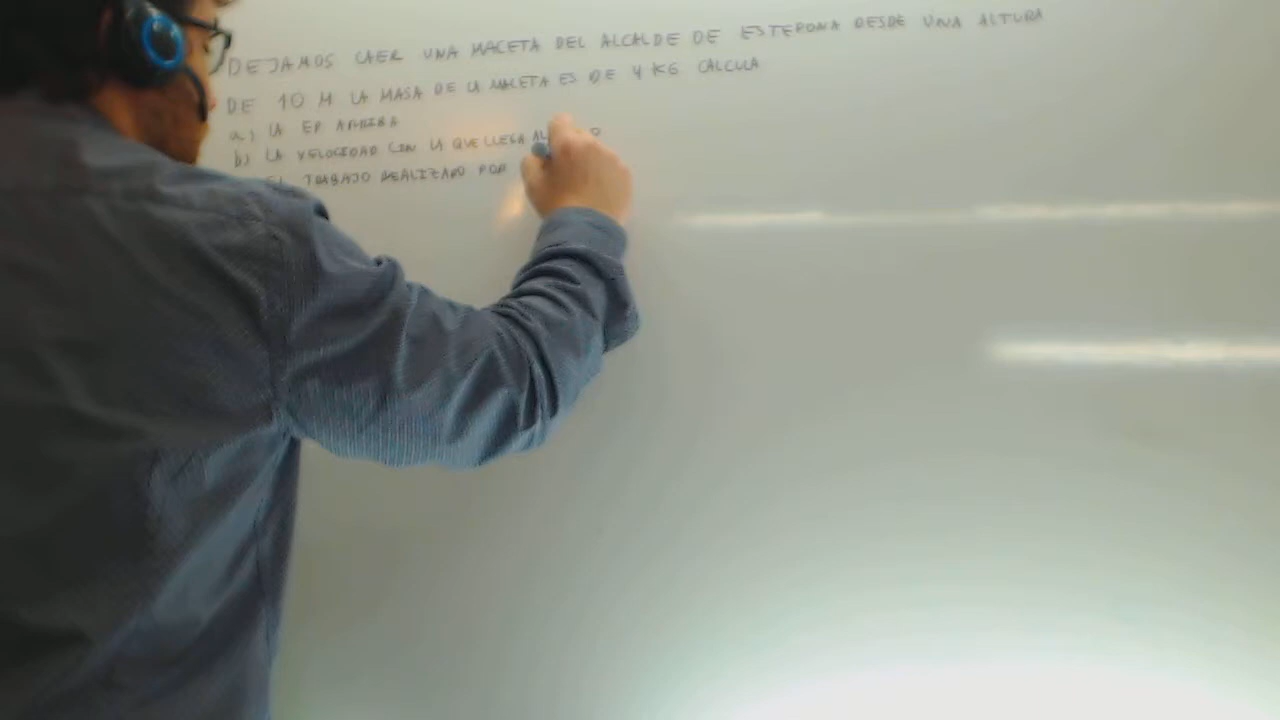 DEJAMOS CAER UNA MACETA DEL ALCALDE DE ESTEPONA DESDE UNA ALTURA
DE 10 M LA MASA DE LA MACETA ES DE 4 KG CALCULA
a) LA EP ARRIBA
b) LA VELOCIDAD CON LA QUE LLEGA AL
EL TRABAJO REALIZADO POR